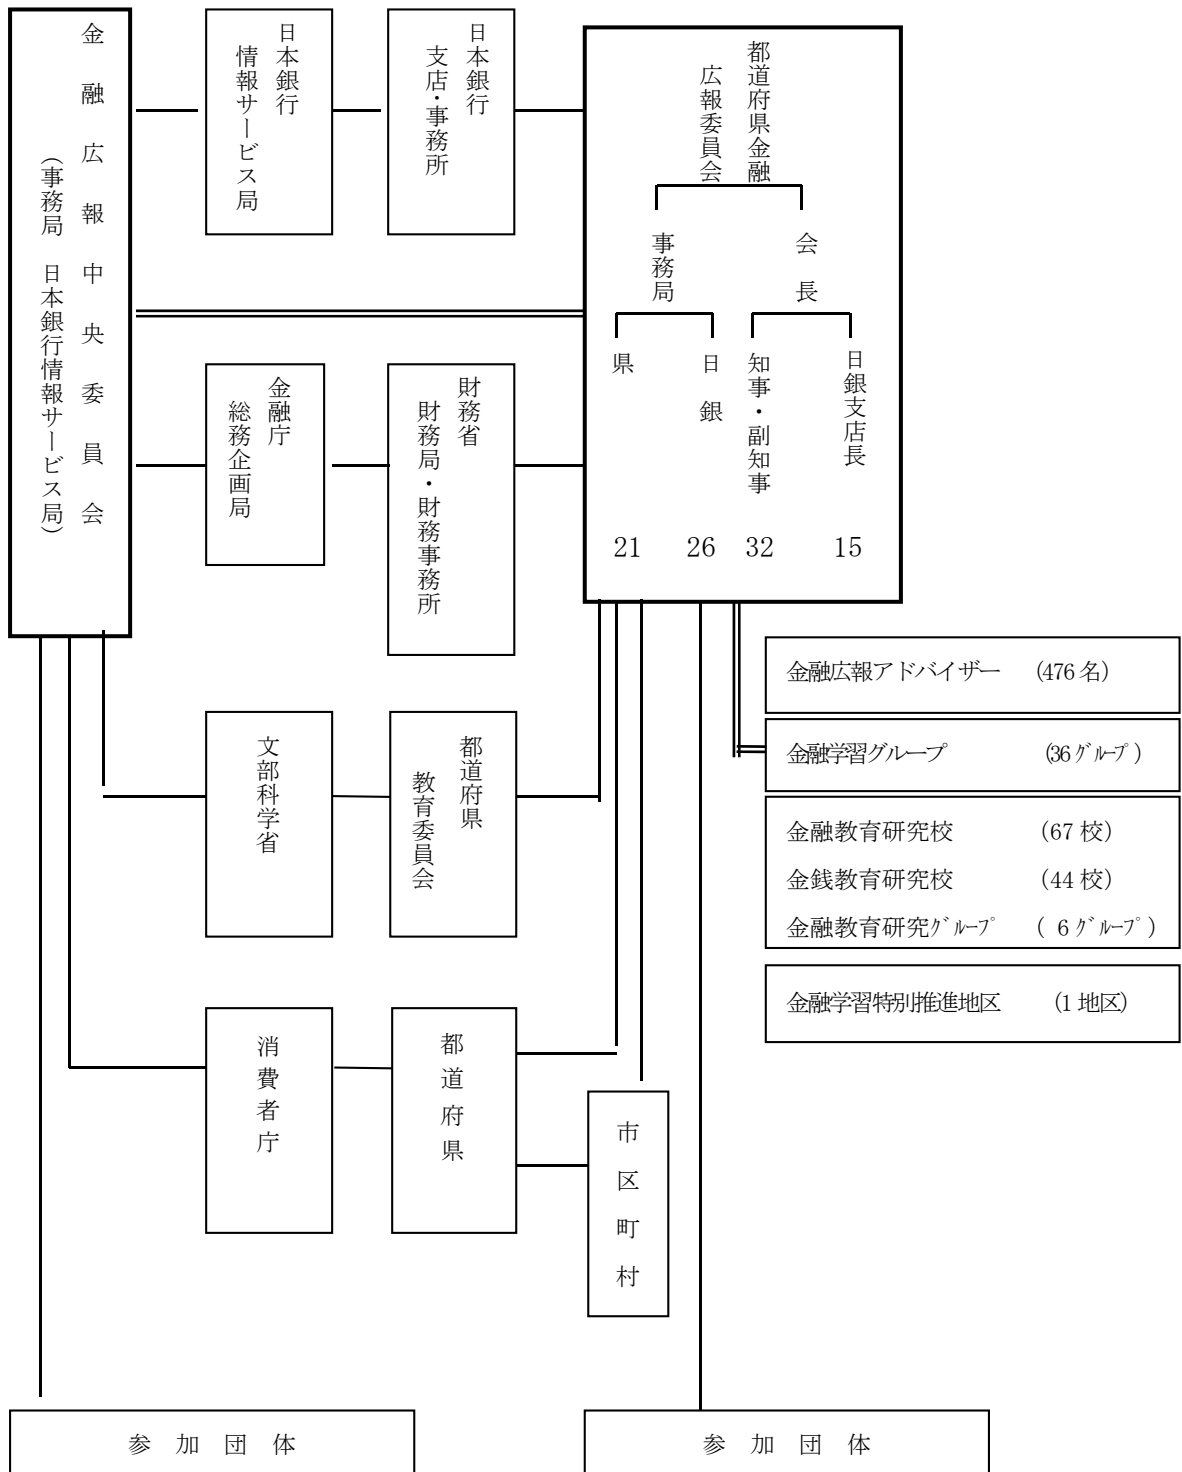 金融広報中央委員会
(事務局 日本銀行情報サービス局)
日本銀行
情報サービス局
日本銀行
支店・事務所
都道府県金融
広報委員会
会長
事務局
日銀支店長
知事・副知事
日銀
県
21 26 32 15
金融庁
総務企画局
財務省
財務局・財務事務所
金融広報アドバイザー (476名)
金融学習グループ (36グループ)
金融教育研究校 (67校)
金銭教育研究校 (44校)
金融教育研究グループ ( 6グループ)
金融学習特別推進地区 (1地区)
文部科学省
都道府県
教育委員会
消費者庁
都道府県
市区町村
参加団体
参加団体